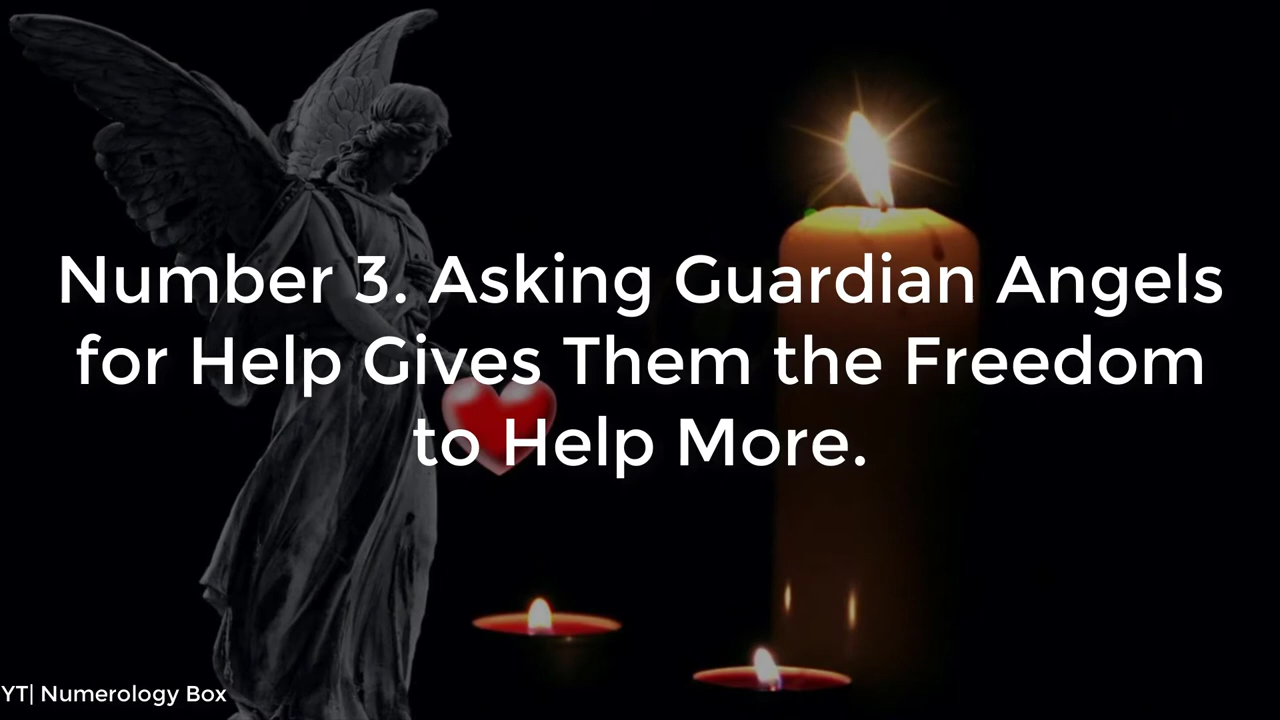 Number 3. Asking Guardian Angels
for Help Gives Them the Freedom
to Help More.
YT| Numerology Box